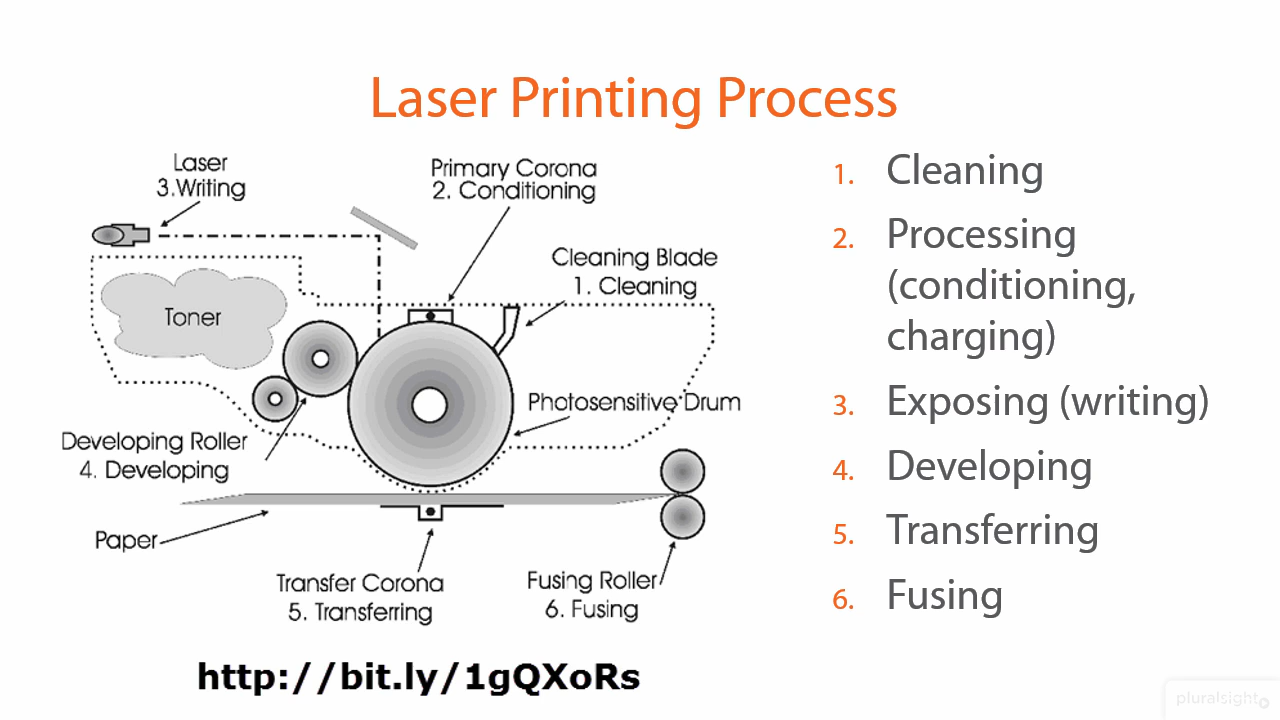 Laser Printing Process
Laser
3.Writing
Primary Corona
2. Conditioning
Cleaning Blade
1. Cleaning
Toner
Photosensitive Drum
Developing Roller
4. Developing
Paper
Transfer Corona
5. Transferring
Fusing Roller
6. Fusing
http://bit.ly/1gQXoRs
1. Cleaning
2. Processing
(conditioning,
charging)
3. Exposing (writing)
4. Developing
5. Transferring
6. Fusing
pluralsight